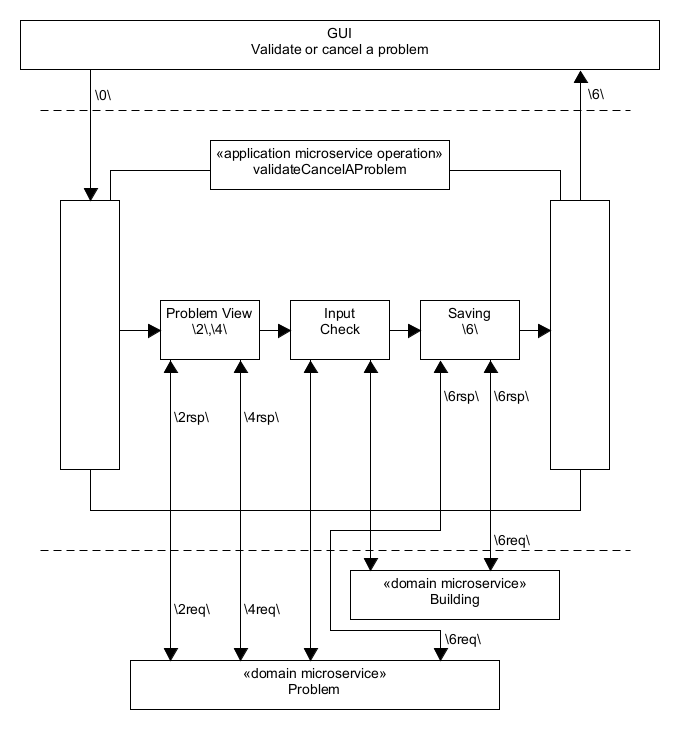 GUI
Validate or cancel a problem
\0\
\6\
«application microservice operation»
validateCancelAProblem
Problem View
\2\,\4\
Input
Check
Saving
\6\
\2rsp\
\4rsp\
\6rsp\
\6rsp\
\6req\
«domain microservice»
Building
\2req\
\4req\
\6req\
«domain microservice»
Problem